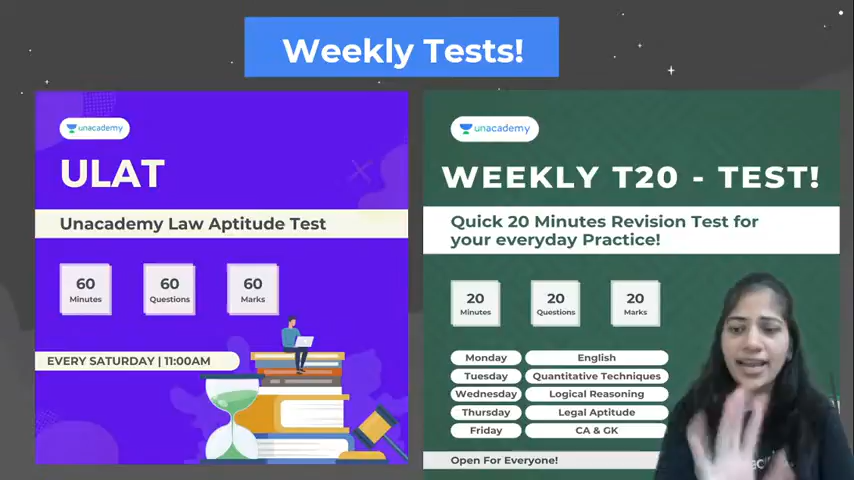 Weekly Tests!
unacademy
ULAT
Unacademy Law Aptitude Test
60
Minutes
60
Questions
60
Marks
EVERY SATURDAY | 11:00AM
unacademy
WEEKLY T20 - TEST!
Quick 20 Minutes Revision Test for
your everyday Practice!
20
Minutes
20
Questions
20
Marks
Monday English
Tuesday Quantitative Techniques
Wednesday Logical Reasoning
Thursday Legal Aptitude
Friday CA & GK
Open For Everyone!